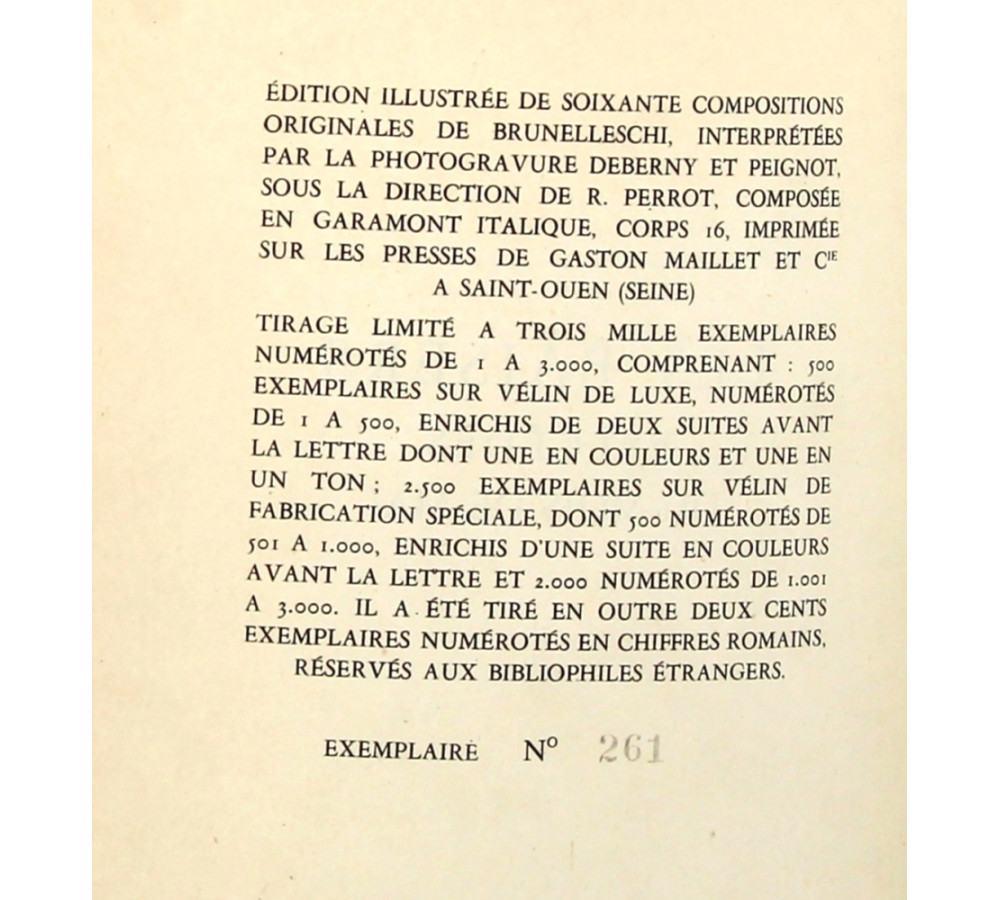 ÉDITION ILLUSTRÉE DE SOIXANTE COMPOSITIONS
ORIGINALES DE BRUNELLESCHI, INTERPRÉTÉES
PAR LA PHOTOGRAVURE DEBERNY ET PEIGNOT,
SOUS LA DIRECTION DE R. PERROT, COMPOSÉE
EN GARAMONT ITALIQUE, CORPS 16, IMPRIMÉE
SUR LES PRESSES DE GASTON MAILLET ET CIE
A SAINT-OUEN (SEINE)
TIRAGE LIMITÉ A TROIS MILLE EXEMPLAIRES
NUMÉROTÉS DE 1 A 3.000, COMPRENANT : 500
EXEMPLAIRES SUR VÉLIN DE LUXE, NUMÉROTÉS
DE 1 A 500, ENRICHIS DE DEUX SUITES AVANT
LA LETTRE DONT UNE EN COULEURS ET UNE EN
UN TON ; 2.500 EXEMPLAIRES SUR VÉLIN DE
FABRICATION SPÉCIALE, DONT 500 NUMÉROTÉS DE
501 A 1.000, ENRICHIS D'UNE SUITE EN COULEURS
AVANT LA LETTRE ET 2.000 NUMÉROTÉS DE 1.001
A 3.000. IL A ÉTÉ TIRÉ EN OUTRE DEUX CENTS
EXEMPLAIRES NUMÉROTÉS EN CHIFFRES ROMAINS,
RÉSERVÉS AUX BIBLIOPHILES ÉTRANGERS.
EXEMPLAIRE Nº 261